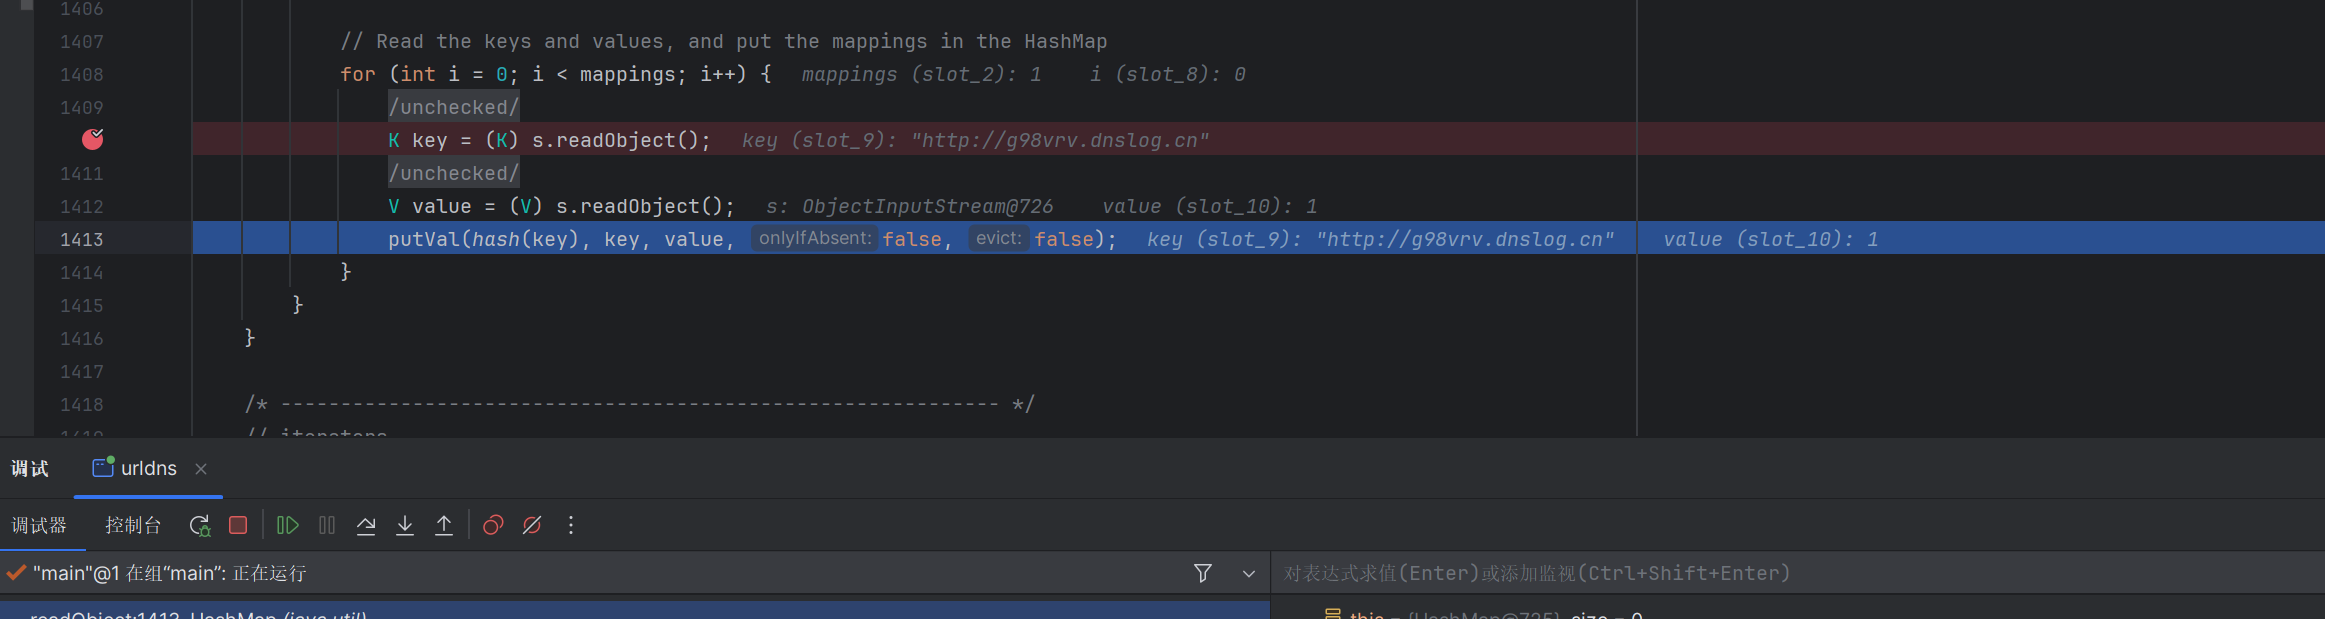 1406
1407 // Read the keys and values, and put the mappings in the HashMap
1408 for (int i = 0; i < mappings; i++) { mappings (slot_2): 1 i (slot_8): 0
1409 /unchecked/
K key = (K) s.readObject(); key (slot_9): "http://g98vrv.dnslog.cn"
1411 /unchecked/
1412 V value = (V) s.readObject(); s: ObjectInputStream@726 value (slot_10): 1
1413 putVal(hash(key), key, value, onlyIfAbsent: false, evict: false); key (slot_9): "http://g98vrv.dnslog.cn" value (slot_10): 1
1414 }
1415 }
1416 }
1417
1418 /* ------------------------------------------------------------ */
1419 // iterators
调试 urldns
调试器 控制台
"main"@1 在组“main”: 正在运行 对表达式求值(Enter)或添加监视(Ctrl+Shift+Enter)
readObject:1413, HashMap (java.util) this = {HashMap@725} size = 0